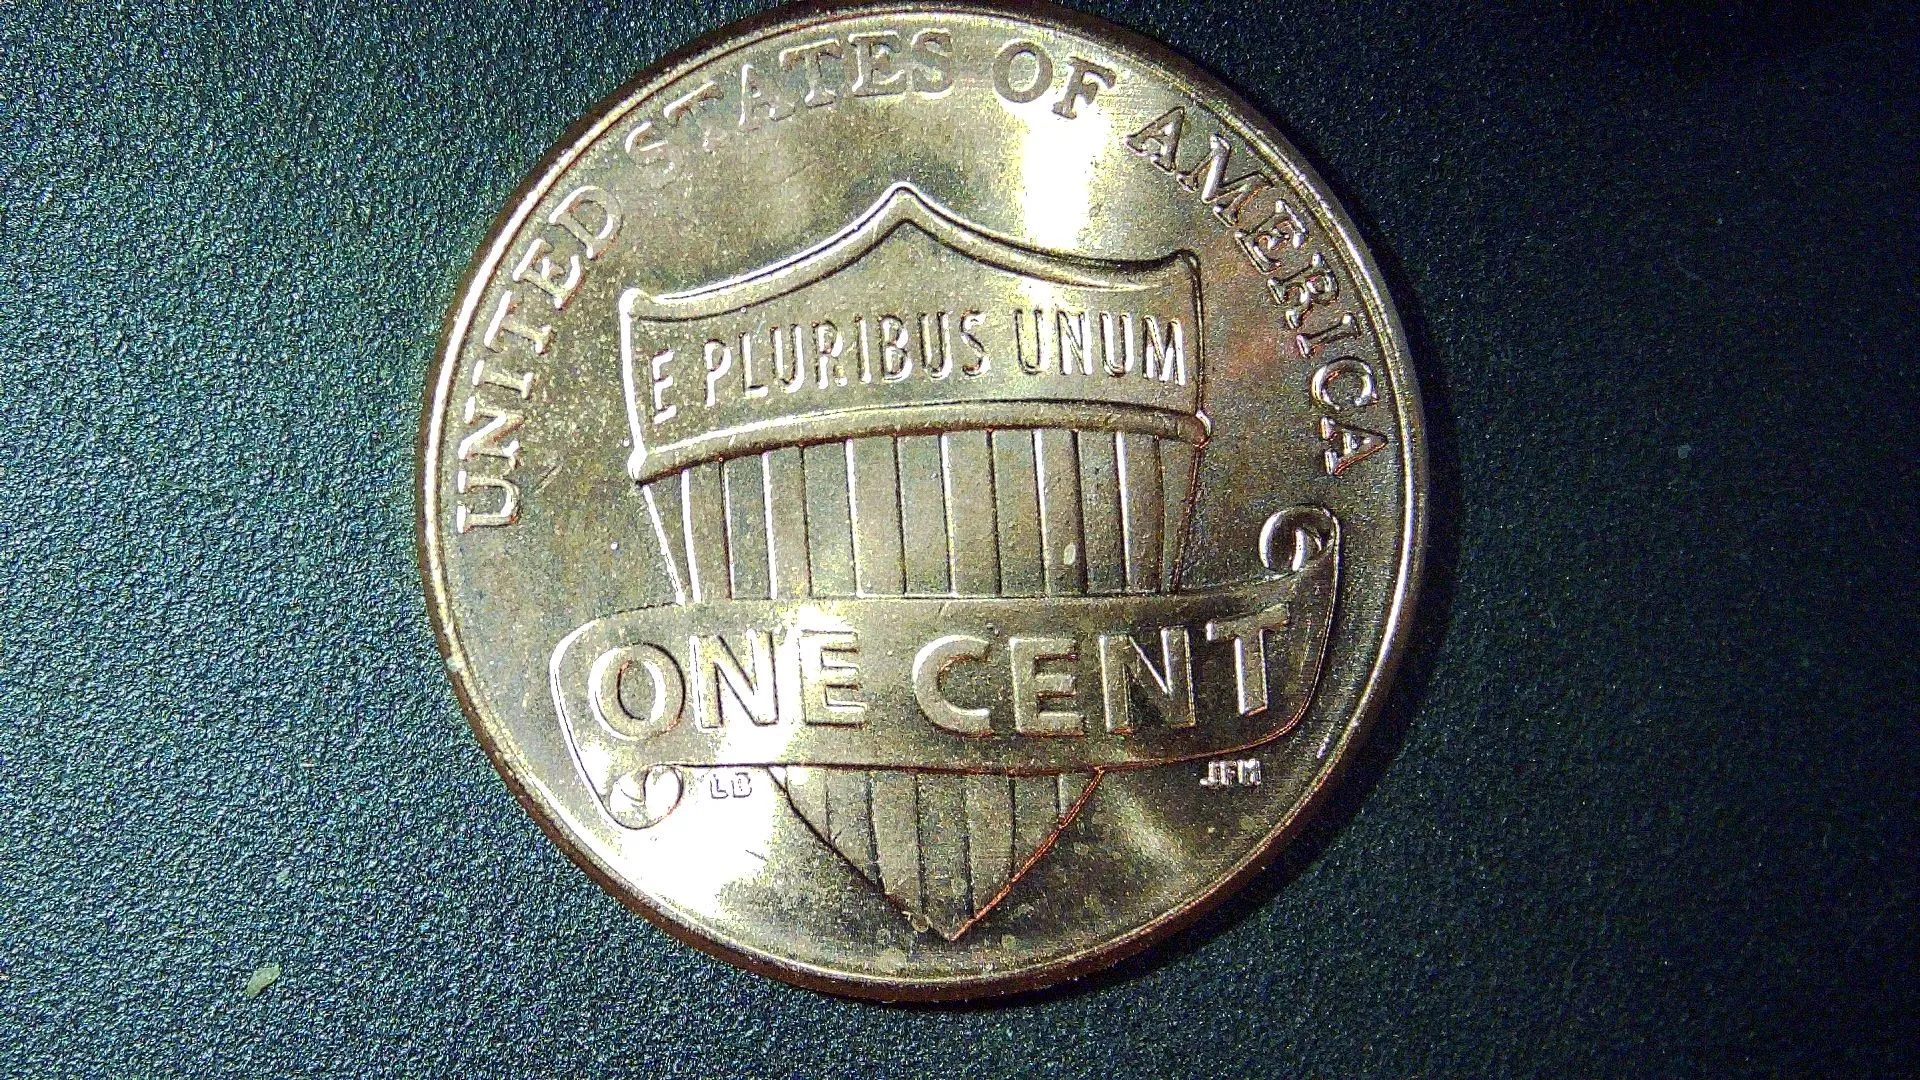 UNITED STATES OF AMERICA
E PLURIBUS UNUM
ONE CENT
LB
JFM